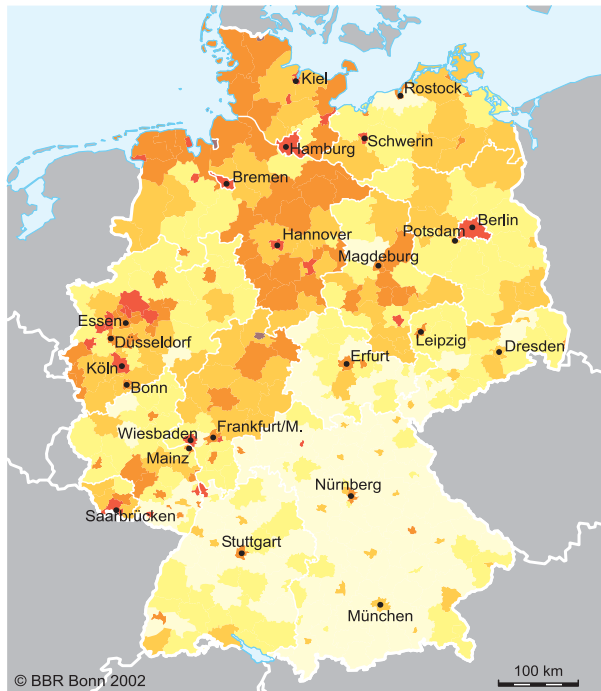 Kiel
Rostock
Hamburg
Schwerin
Bremen
Berlin
Potsdam
Hannover
Magdeburg
Essen
Düsseldorf
Leipzig
Dresden
Köln
Erfurt
Bonn
Wiesbaden
Frankfurt/M.
Mainz
Nürnberg
Saarbrücken
Stuttgart
München
© BBR Bonn 2002
100 km